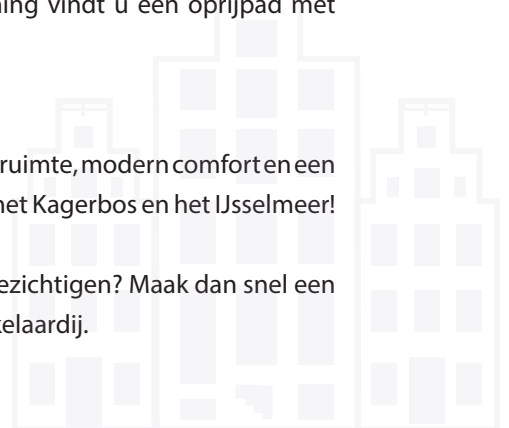 ning vindt u een oprijpad met
ruimte, modern comfort en een
het Kagerbos en het IJsselmeer!
ezichtigen? Maak dan snel een
kelaardij.